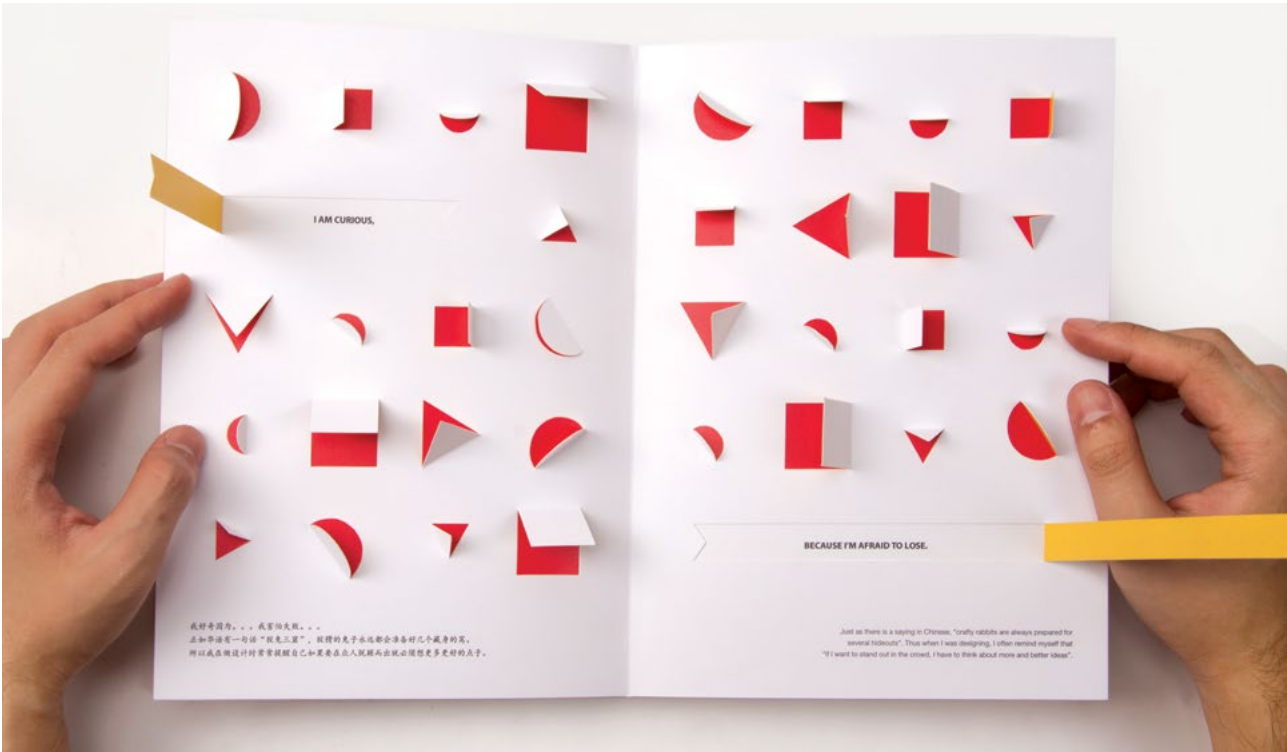 I AM CURIOUS,
BECAUSE I'M AFRAID TO LOSE.
我好奇因为。。。我害怕失败。。。
正如华语有一句话“狡兔三窟”，狡猾的兔子永远都会准备好几个藏身的窝。
所以我在做设计时常常提醒自己如果要在众人脱颖而出就必须想更多更好的点子。
Just as there is a saying in Chinese, "crafty rabbits are always prepared for
several hideouts". Thus when I was designing, I often remind myself that
"if I want to stand out in the crowd, I have to think about more and better ideas".